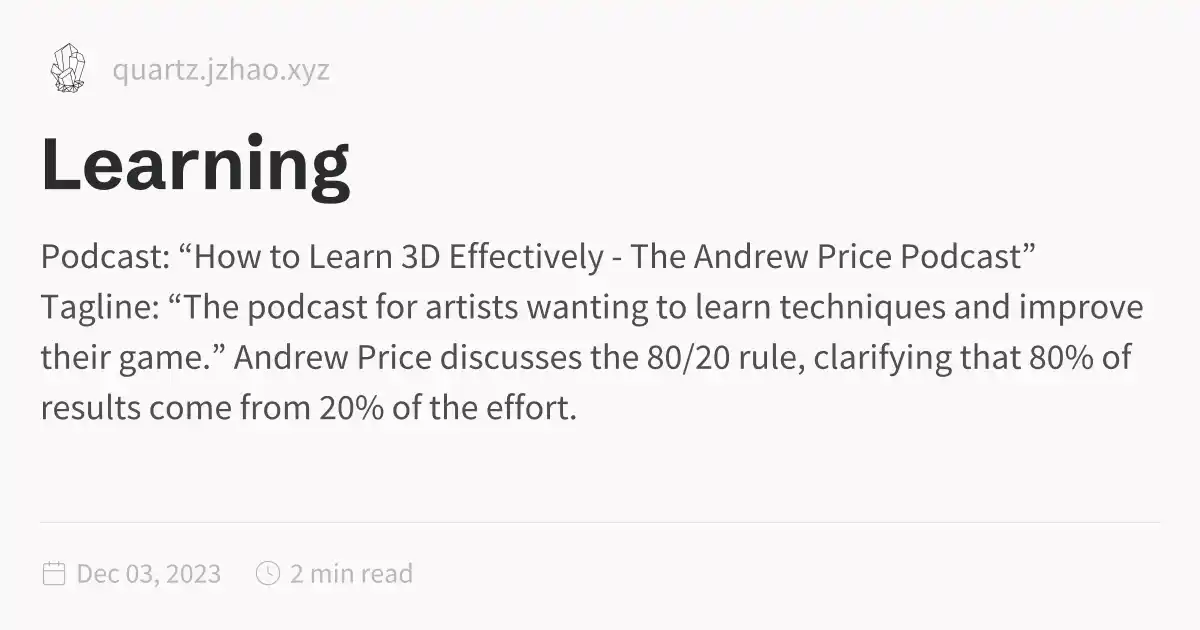 quartz.jzhao.xyz
Learning
Podcast: “How to Learn 3D Effectively - The Andrew Price Podcast”
Tagline: “The podcast for artists wanting to learn techniques and improve
their game.” Andrew Price discusses the 80/20 rule, clarifying that 80% of
results come from 20% of the effort.
Dec 03, 2023 2 min read